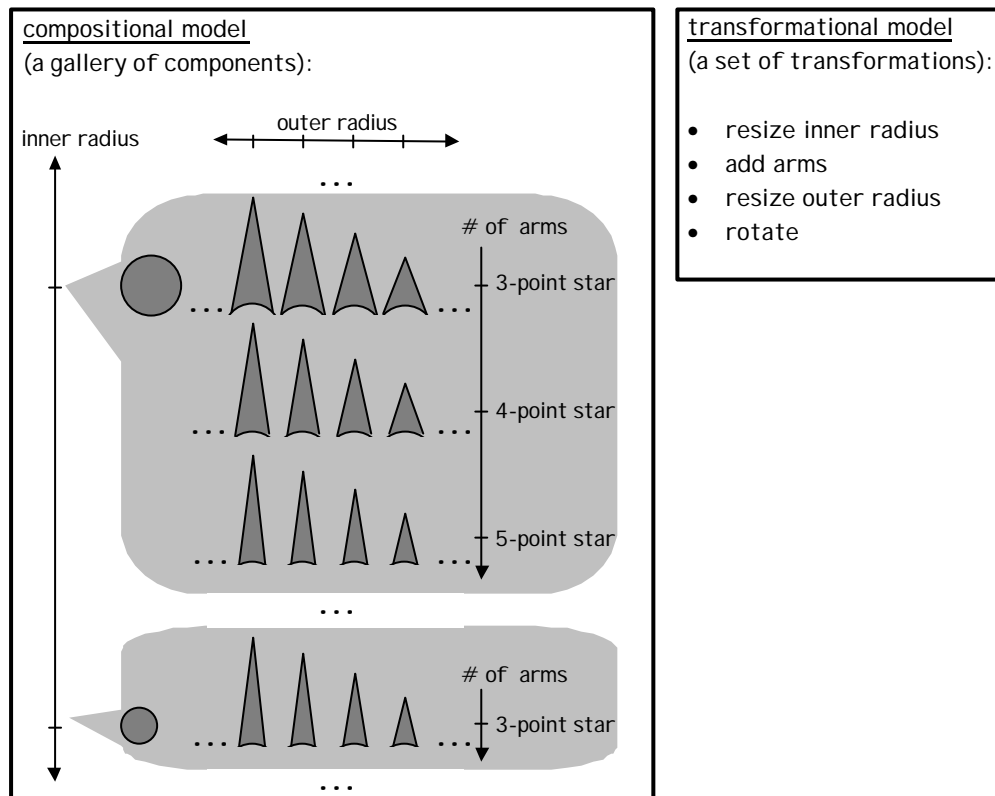 compositional model
(a gallery of components):
outer radius
inner radius
...
# of arms
3-point star
... ...
4-point star
... ...
5-point star
... ...
...
# of arms
3-point star
... ...
...
transformational model
(a set of transformations):
• resize inner radius
• add arms
• resize outer radius
• rotate